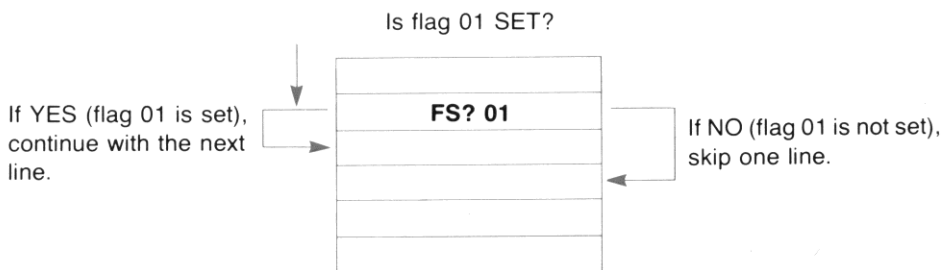 Is flag 01 SET?
If YES (flag 01 is set),
continue with the next
line.
FS? 01
If NO (flag 01 is not set),
skip one line.